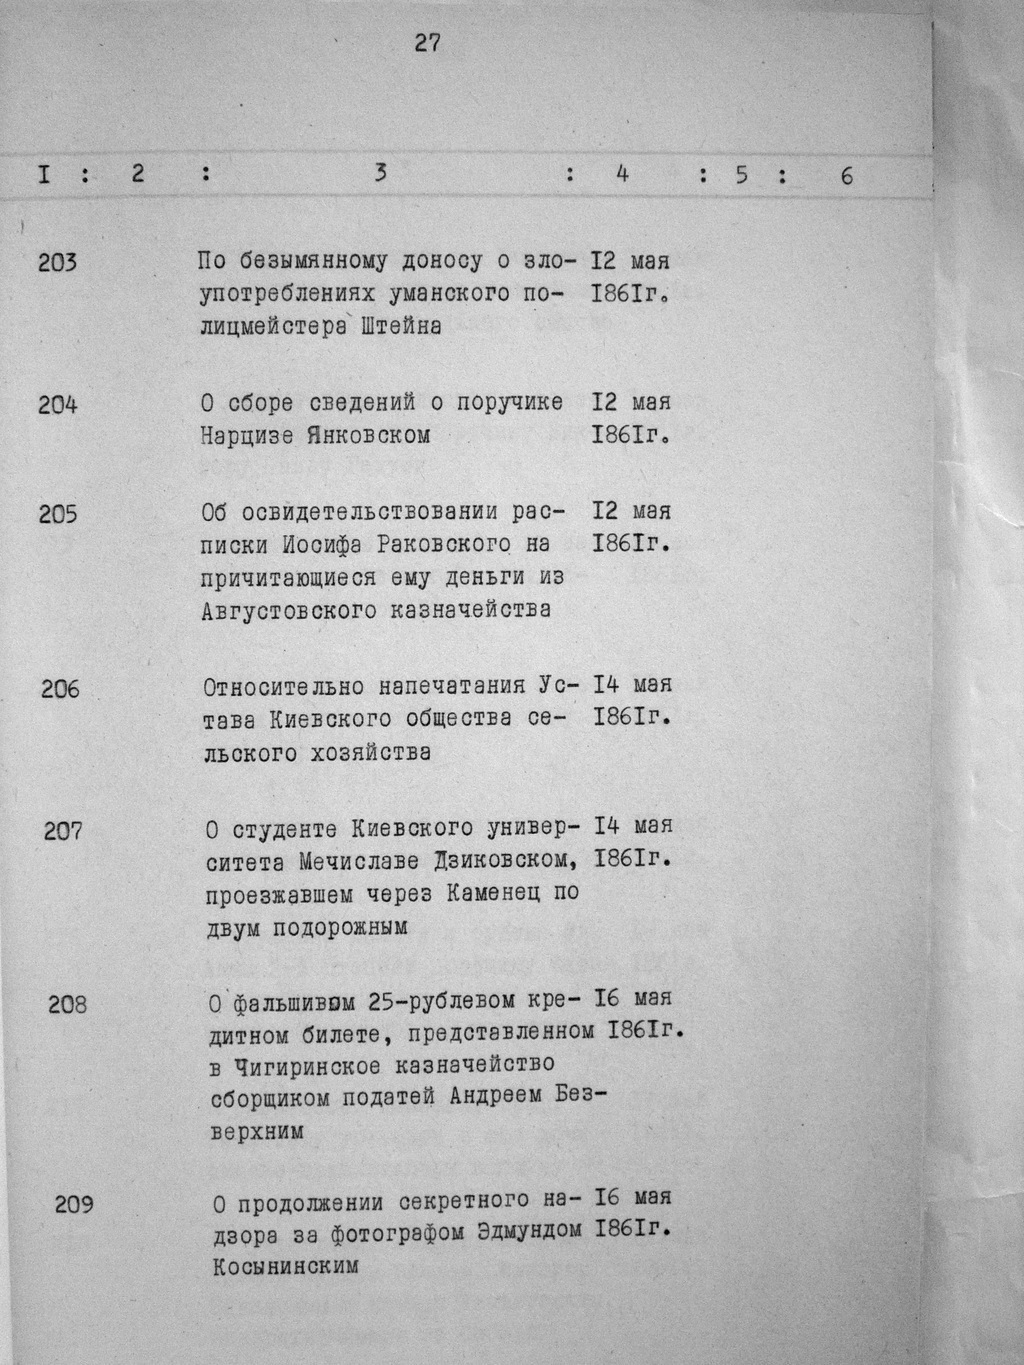 27
I : 2 : 3 : 4 : 5 : 6
203 По безымянному доносу о зло- I2 мая
употреблениях уманского по- I86Iг.
лицмейстера Штейна
204 О сборе сведений о поручике I2 мая
Нарцизе Янковском I86Iг.
205 Об освидетельствовании рас- I2 мая
писки Иосифа Раковского на I86Iг.
причитающиеся ему деньги из
Августовского казначейства
206 Относительно напечатания Ус- I4 мая
тава Киевского общества се- I86Iг.
льского хозяйства
207 О студенте Киевского универ- I4 мая
ситета Мечиславе Дзиковском, I86Iг.
проезжавшем через Каменец по
двум подорожным
208 О фальшивом 25-рублевом кре- I6 мая
дитном билете, представленном I86Iг.
в Чигиринское казначейство
сборщиком податей Андреем Без-
верхним
209 О продолжении секретного на- I6 мая
дзора за фотографом Эдмундом I86Iг.
Косынинским